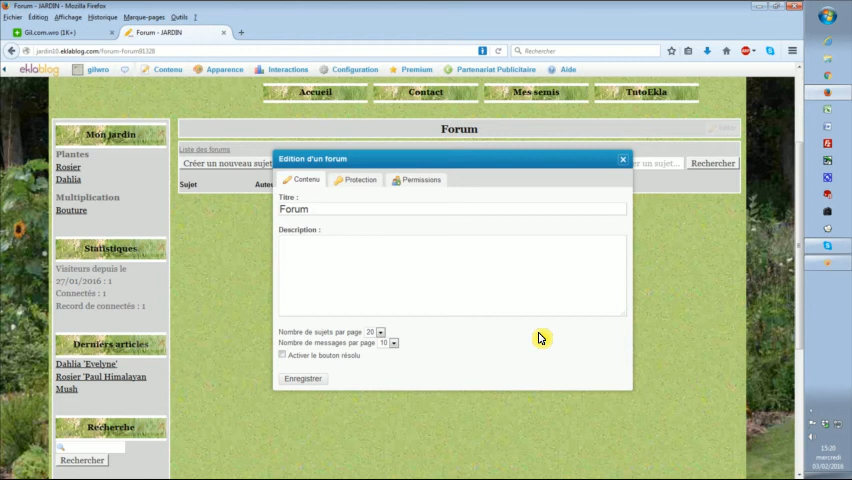 Forum - JARDIN - Mozilla Firefox
Fichier Édition Affichage Historique Marque-pages Outils ?
Gil.com.wro (1K+) Forum - JARDIN
jardin10.eklablog.com/forum-forum91328 Rechercher
eklablog gilwro Contenu Apparence Interactions Configuration Premium Partenariat Publicitaire Aide
Accueil Contact Mes semis TutoEkla
Mon jardin
Plantes
Rosier
Dahlia
Multiplication
Bouture
Statistiques
Visiteurs depuis le
27/01/2016 : 1
Connectés : 1
Record de connectés : 1
Derniers articles
Dahlia 'Evelyne'
Rosier 'Paul Himalayan
Mush
Recherche
Rechercher
Forum
Liste des forums
Créer un nouveau sujet
un sujet... Rechercher
Sujet
Edition d'un forum
Contenu Protection Permissions
Titre :
Forum
Description :
Nombre de sujets par page 20
Nombre de messages par page 10
Activer le bouton résolu
Enregistrer
15:20
mercredi
03/02/2016